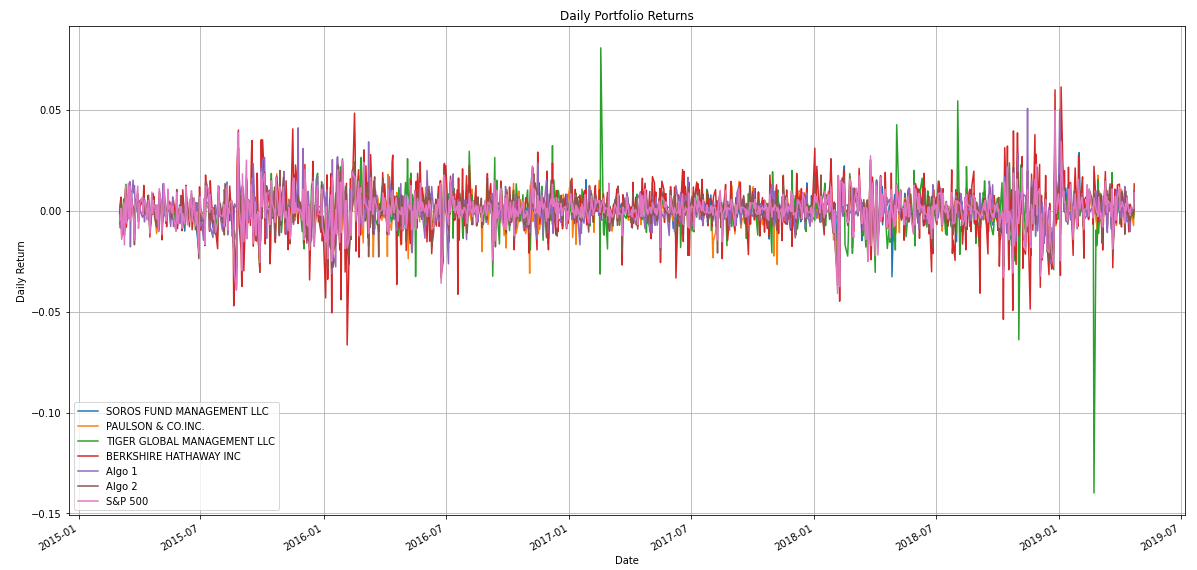 Daily Portfolio Returns
Daily Return
0.05
0.00
−0.05
−0.10
−0.15
SOROS FUND MANAGEMENT LLC
PAULSON & CO.INC.
TIGER GLOBAL MANAGEMENT LLC
BERKSHIRE HATHAWAY INC
Algo 1
Algo 2
S&P 500
2015-01
2015-07
2016-01
2016-07
2017-01
2017-07
2018-01
2018-07
2019-01
2019-07
Date